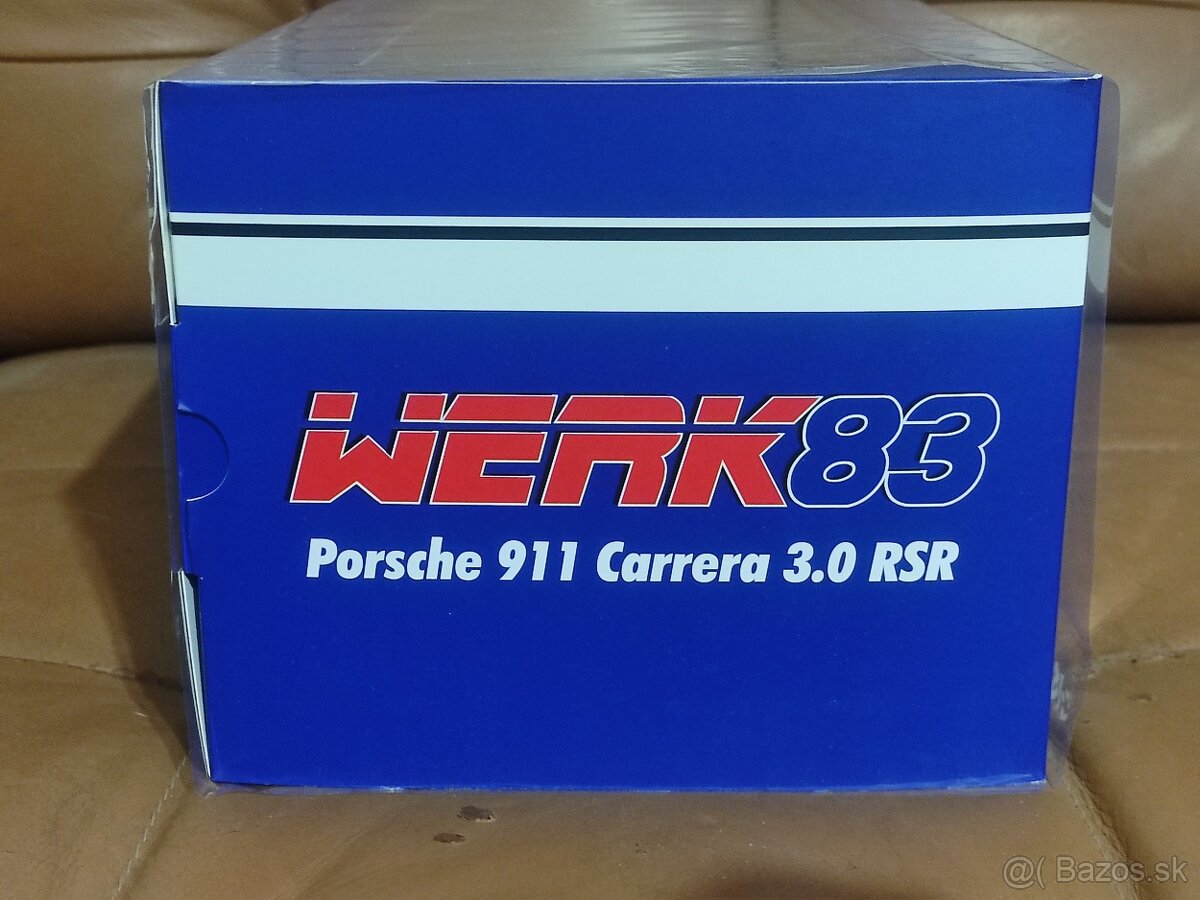 WERK83
Porsche 911 Carrera 3.0 RSR
@( Bazos.sk